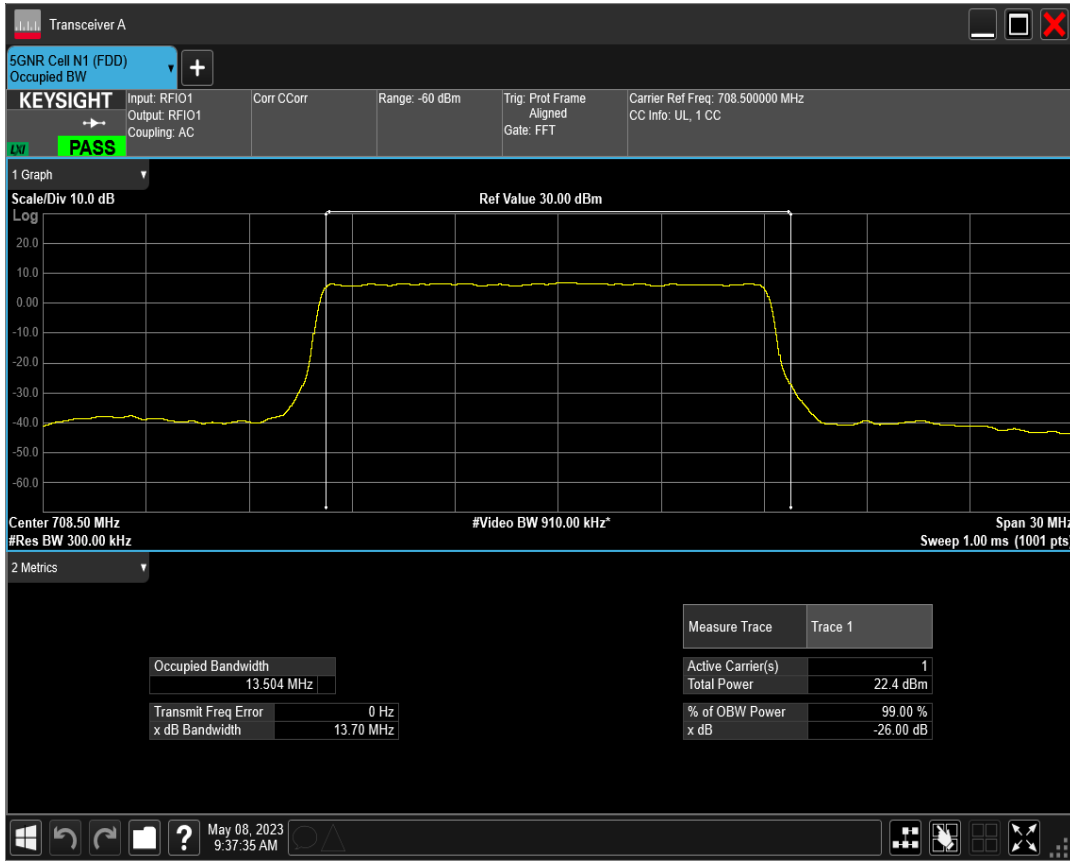 Transceiver A
5GNR Cell N1 (FDD)
Occupied BW
+
KEYSIGHT
LXI
PASS
Input: RFIO1
Output: RFIO1
Coupling: AC
Corr CCorr
Range: -60 dBm
Trig: Prot Frame
Aligned
Gate: FFT
Carrier Ref Freq: 708.500000 MHz
CC Info: UL, 1 CC
1 Graph
Scale/Div 10.0 dB
Ref Value 30.00 dBm
Log
20.0
10.0
0.00
-10.0
-20.0
-30.0
-40.0
-50.0
-60.0
Center 708.50 MHz
#Video BW 910.00 kHz*
Span 30 MHz
#Res BW 300.00 kHz
Sweep 1.00 ms (1001 pts)
2 Metrics
Measure Trace Trace 1
Occupied Bandwidth
13.504 MHz
Active Carrier(s) 1
Total Power 22.4 dBm
Transmit Freq Error 0 Hz
x dB Bandwidth 13.70 MHz
% of OBW Power 99.00 %
x dB -26.00 dB
?
May 08, 2023
9:37:35 AM